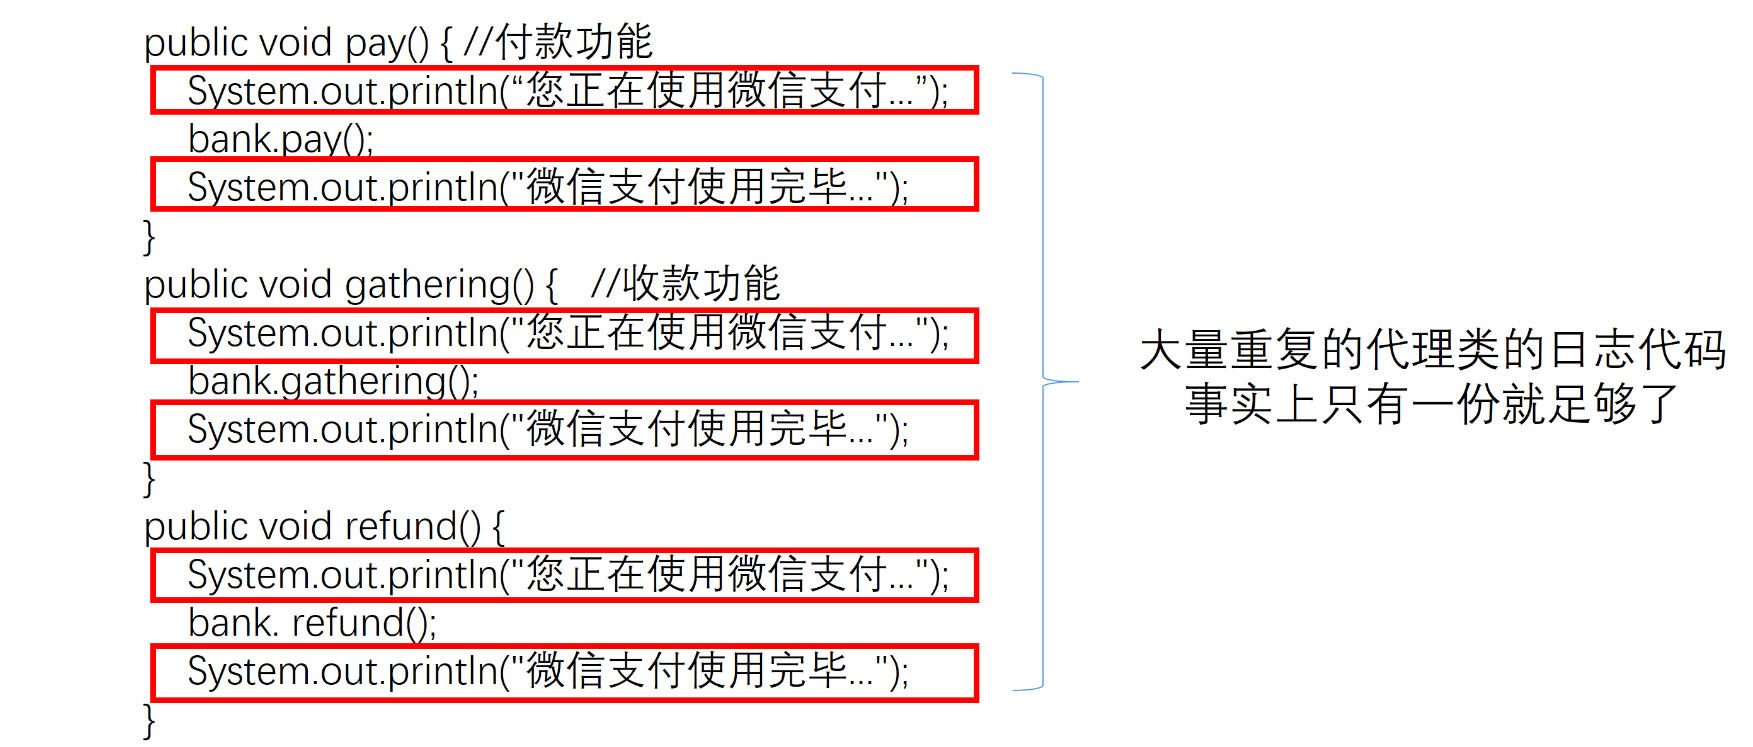 public void pay() { //付款功能
System.out.println(“您正在使用微信支付...”);
bank.pay();
System.out.println("微信支付使用完毕...");
}
public void gathering() { //收款功能
System.out.println("您正在使用微信支付...");
bank.gathering();
System.out.println("微信支付使用完毕...");
}
public void refund() {
System.out.println("您正在使用微信支付...");
bank. refund();
System.out.println("微信支付使用完毕...");
}
大量重复的代理类的日志代码
事实上只有一份就足够了